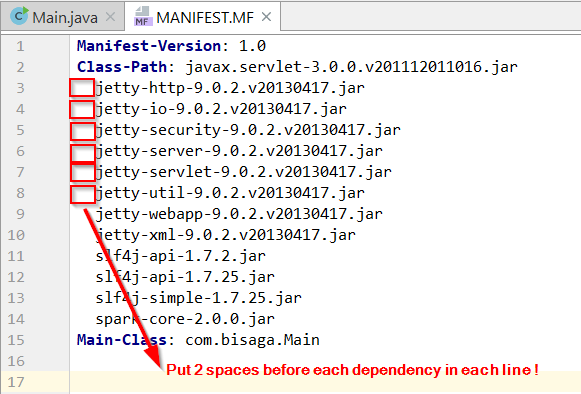 Main.java
MANIFEST.MF
1 Manifest-Version: 1.0
2 Class-Path: javax.servlet-3.0.0.v201112011016.jar
3   jetty-http-9.0.2.v20130417.jar
4   jetty-io-9.0.2.v20130417.jar
5   jetty-security-9.0.2.v20130417.jar
6   jetty-server-9.0.2.v20130417.jar
7   jetty-servlet-9.0.2.v20130417.jar
8   jetty-util-9.0.2.v20130417.jar
9   jetty-webapp-9.0.2.v20130417.jar
10   jetty-xml-9.0.2.v20130417.jar
11   slf4j-api-1.7.2.jar
12   slf4j-api-1.7.25.jar
13   slf4j-simple-1.7.25.jar
14   spark-core-2.0.0.jar
15 Main-Class: com.bisaga.Main
16
Put 2 spaces before each dependency in each line !
17